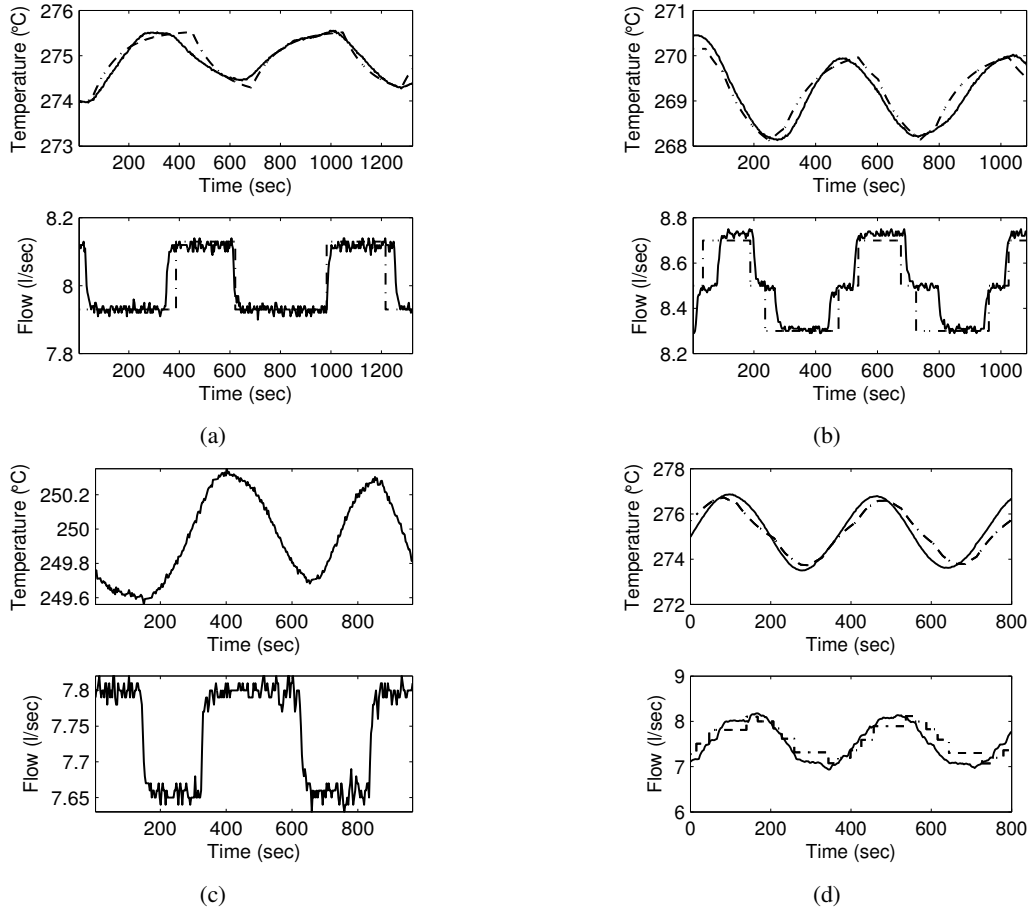 276
275
274
273
Temperature (ºC)
200 400 600 800 1000 1200
Time (sec)
8.2
8
7.8
Flow (l/sec)
200 400 600 800 1000 1200
Time (sec)
(a)
271
270
269
268
Temperature (ºC)
200 400 600 800 1000
Time (sec)
8.8
8.6
8.4
8.2
Flow (l/sec)
200 400 600 800 1000
Time (sec)
(b)
250.2
250
249.8
249.6
Temperature (ºC)
200 400 600 800
Time (sec)
7.8
7.75
7.7
7.65
Flow (l/sec)
200 400 600 800
Time (sec)
(c)
278
276
274
272
Temperature (ºC)
0 200 400 600 800
Time (sec)
9
8
7
6
Flow (l/sec)
0 200 400 600 800
Time (sec)
(d)